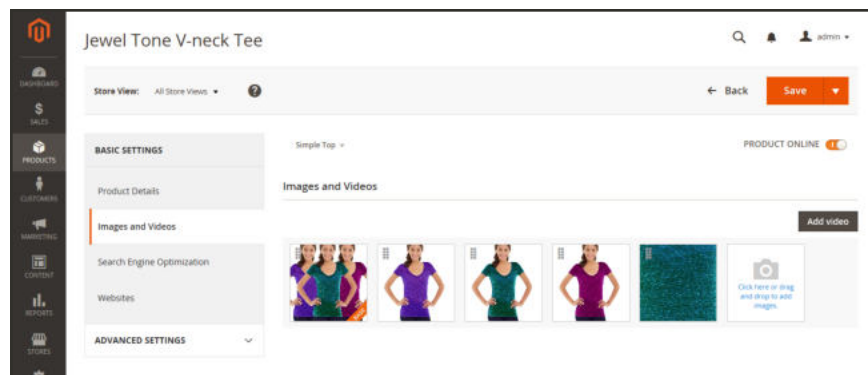 Jewel Tone V-neck Tee
admin
DASHBOARD
SALES
PRODUCTS
CUSTOMERS
MARKETING
CONTENT
REPORTS
STORES
Store View: All Store Views
?
← Back
Save
BASIC SETTINGS
Product Details
Images and Videos
Search Engine Optimization
Websites
ADVANCED SETTINGS
Simple Top
PRODUCT ONLINE
Images and Videos
Add video
Click here or drag
and drop to add
images.